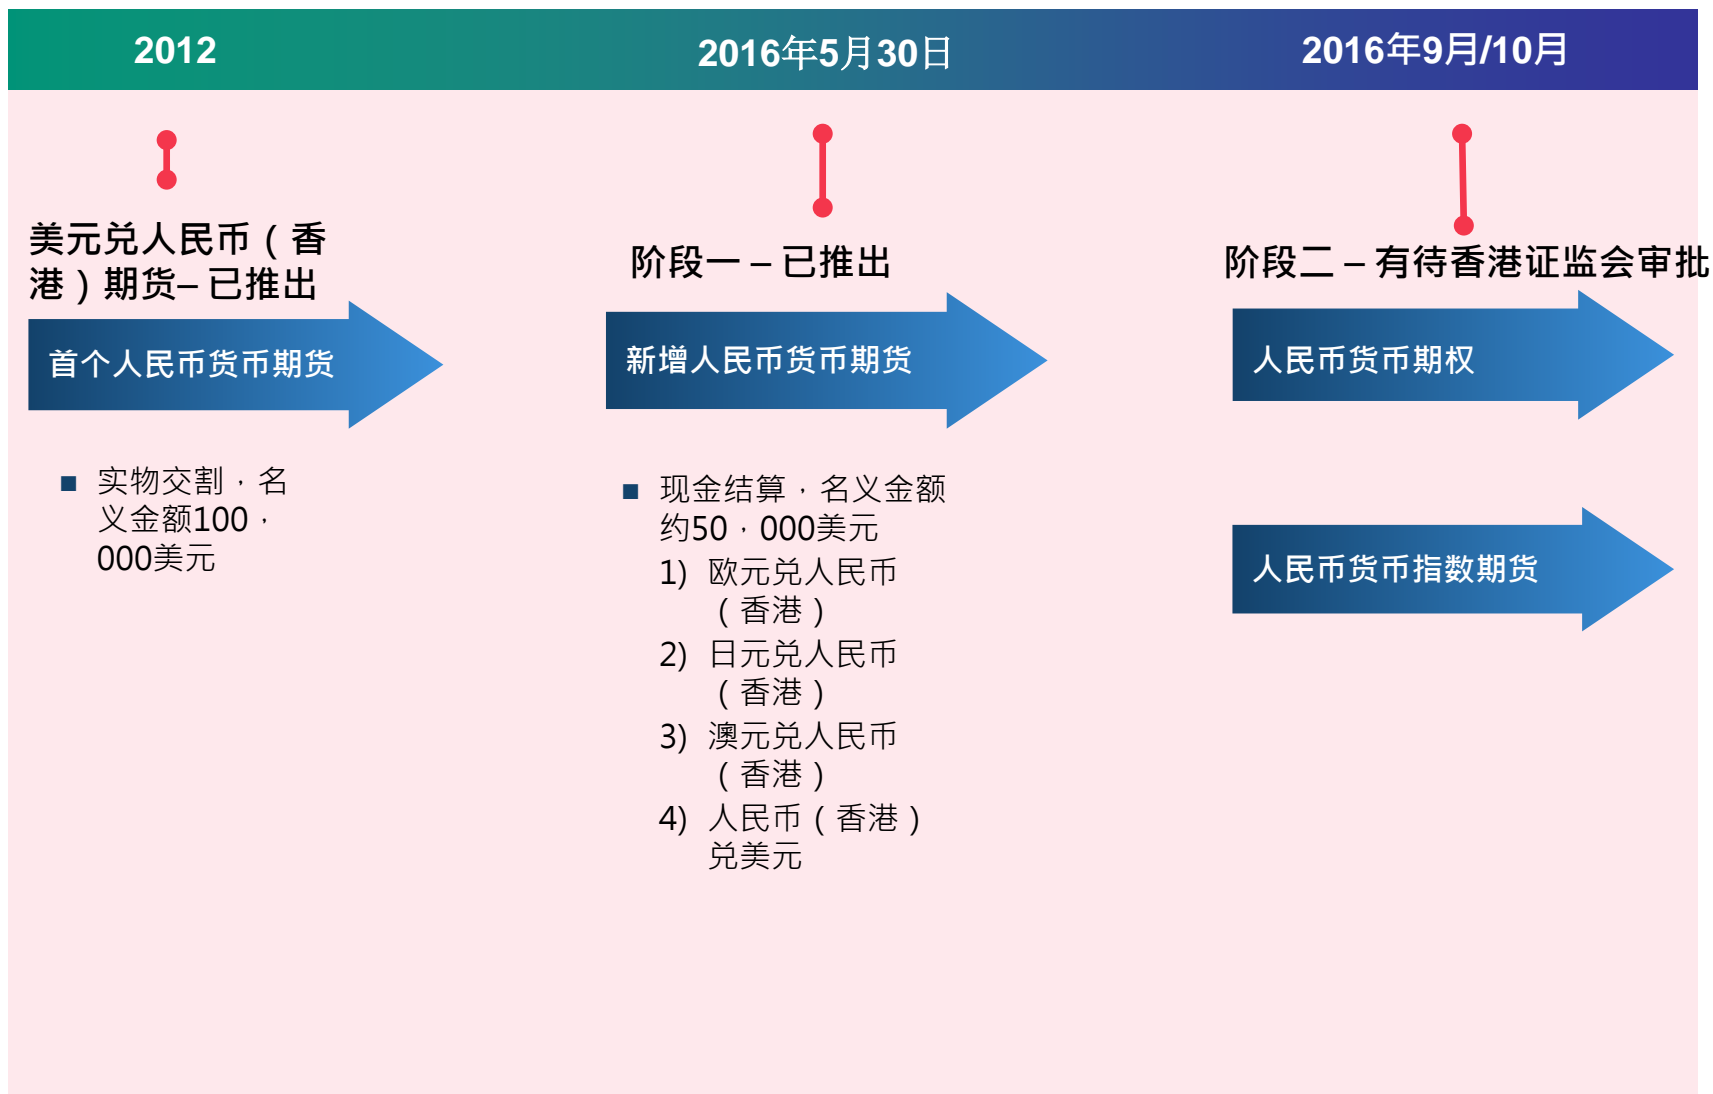 2012
2016年5月30日
2016年9月/10月
美元兑人民币（香
港）期货– 已推出
首个人民币货币期货
■ 实物交割，名
义金额100，
000美元
阶段一 – 已推出
新增人民币货币期货
■ 现金结算，名义金额
约50，000美元
1) 欧元兑人民币
（香港）
2) 日元兑人民币
（香港）
3) 澳元兑人民币
（香港）
4) 人民币（香港）
兑美元
阶段二 – 有待香港证监会审批
人民币货币期权
人民币货币指数期货